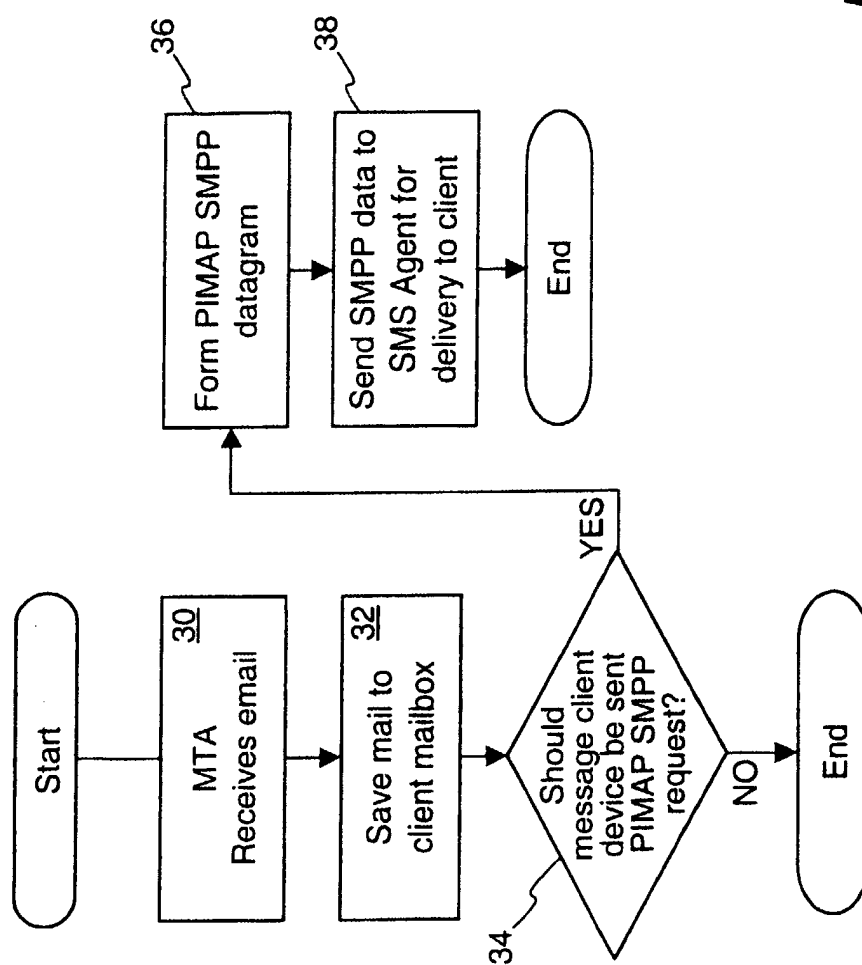 Start
30
MTA
Receives email
32
Save mail to
client mailbox
34
Should
message client
device be sent
PIMAP SMPP
request?
YES
NO
End
36
Form PIMAP SMPP
datagram
38
Send SMPP data to
SMS Agent for
delivery to client
End